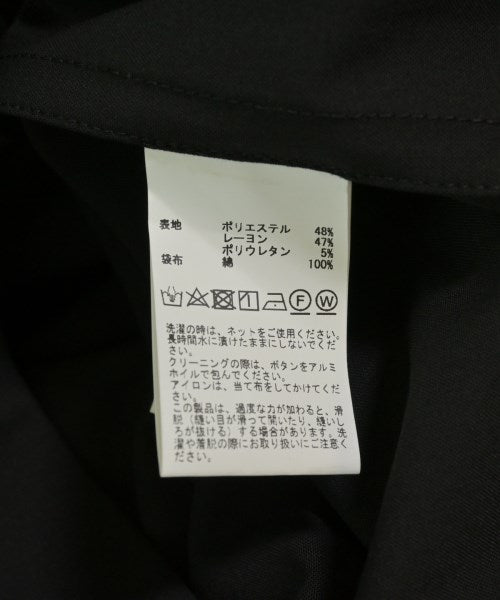 表地 ポリエステル 48%
レーヨン 47%
ポリウレタン 5%
袋布 綿 100%
F W
洗濯の時は、ネットをご使用ください。
長時間水に漬けたままにしないでくだ
さい。
クリーニングの際は、ボタンをアルミ
ホイルで包んでください。
アイロンは、当て布をしてかけてくだ
さい。
この製品は、過度な力が加わると、滑
脱（縫い目が滑って開いたり、縫いし
ろが抜ける）する場合があります。洗
濯や着脱の際にお取り扱いにご注意く
ださい。